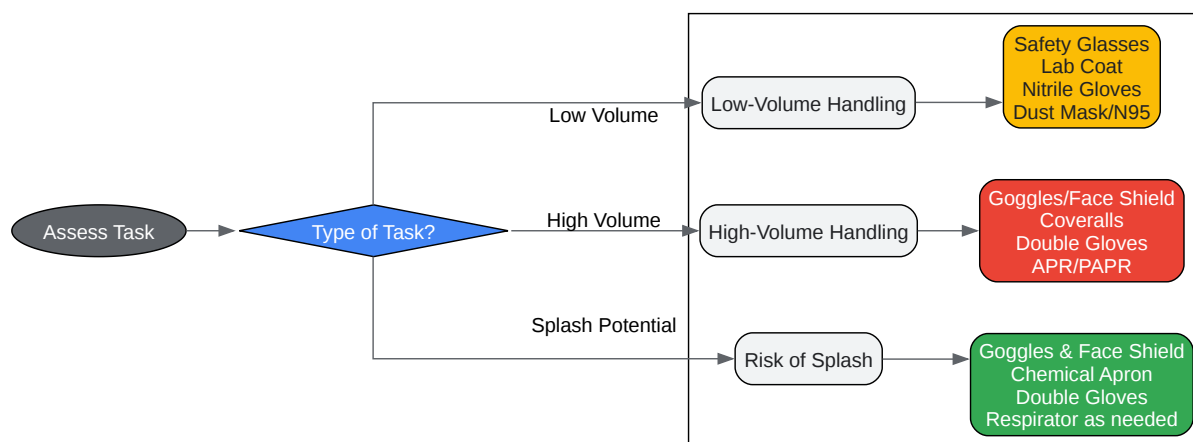 Assess Task
Type of Task?
Low Volume
Low-Volume Handling
Safety Glasses
Lab Coat
Nitrile Gloves
Dust Mask/N95
High Volume
High-Volume Handling
Goggles/Face Shield
Coveralls
Double Gloves
APR/PAPR
Splash Potential
Risk of Splash
Goggles & Face Shield
Chemical Apron
Double Gloves
Respirator as needed